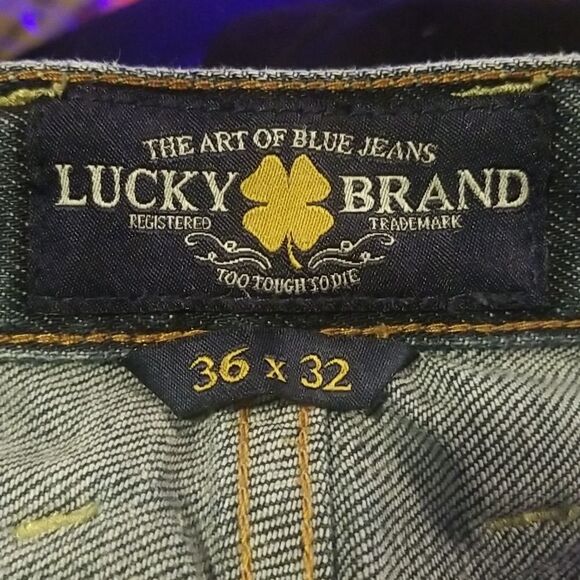 THE ART OF BLUE JEANS
LUCKY BRAND
REGISTERED TRADEMARK
TOO TOUGH TO DIE
36 x 32